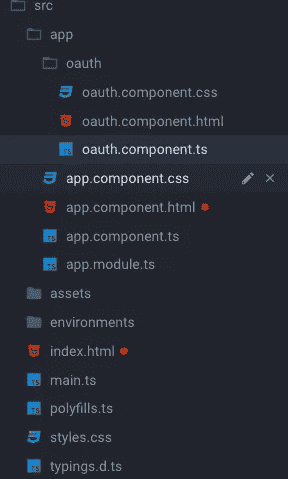 src
app
oauth
oauth.component.css
oauth.component.html
oauth.component.ts
app.component.css
app.component.html
app.component.ts
app.module.ts
assets
environments
index.html
main.ts
polyfills.ts
styles.css
typings.d.ts